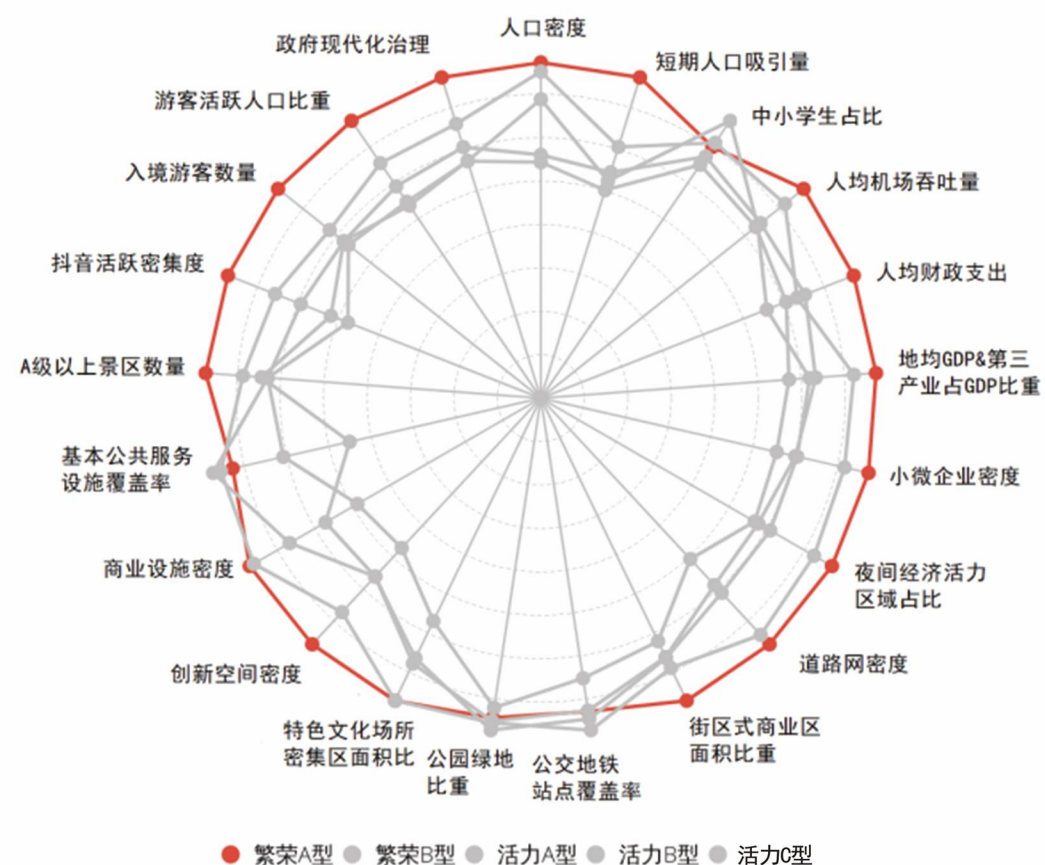 人口密度
短期人口吸引量
中小学生占比
人均机场吞吐量
人均财政支出
地均GDP&第三
产业占GDP比重
小微企业密度
夜间经济活力
区域占比
道路网密度
街区式商业区
面积比重
公交地铁
站点覆盖率
公园绿地
比重
特色文化场所
密集区面积比
创新空间密度
商业设施密度
基本公共服务
设施覆盖率
A级以上景区数量
抖音活跃密集度
入境游客数量
游客活跃人口比重
政府现代化治理
繁荣A型 繁荣B型 活力A型 活力B型 活力C型